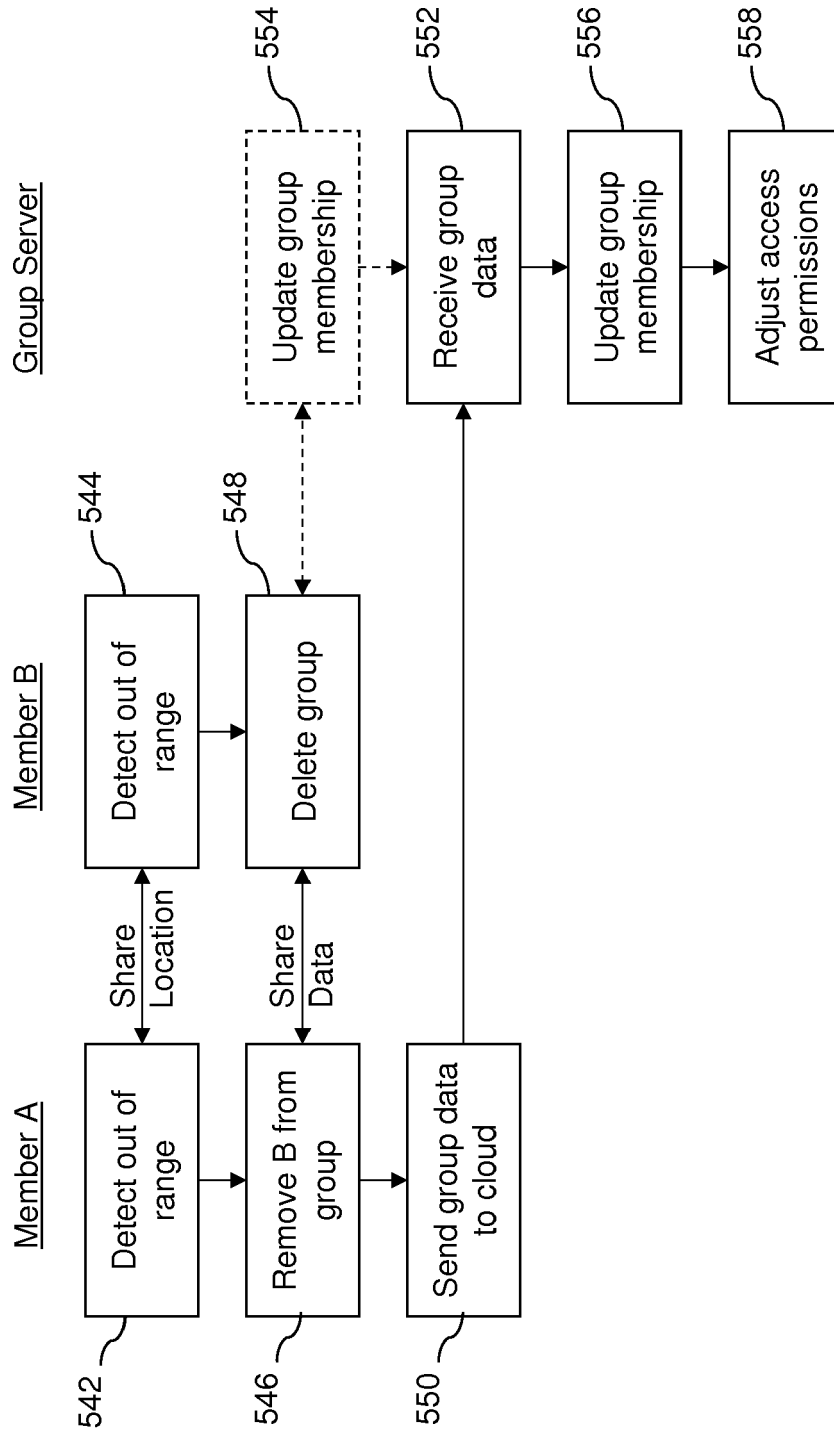 Member A
Member B
Group Server
542
Detect out of
range
Share
Location
Detect out of
range
544
546
Remove B from
group
Share
Data
Delete group
548
Update group
membership
554
550
Send group data
to cloud
Receive group
data
552
Update group
membership
556
Adjust access
permissions
558